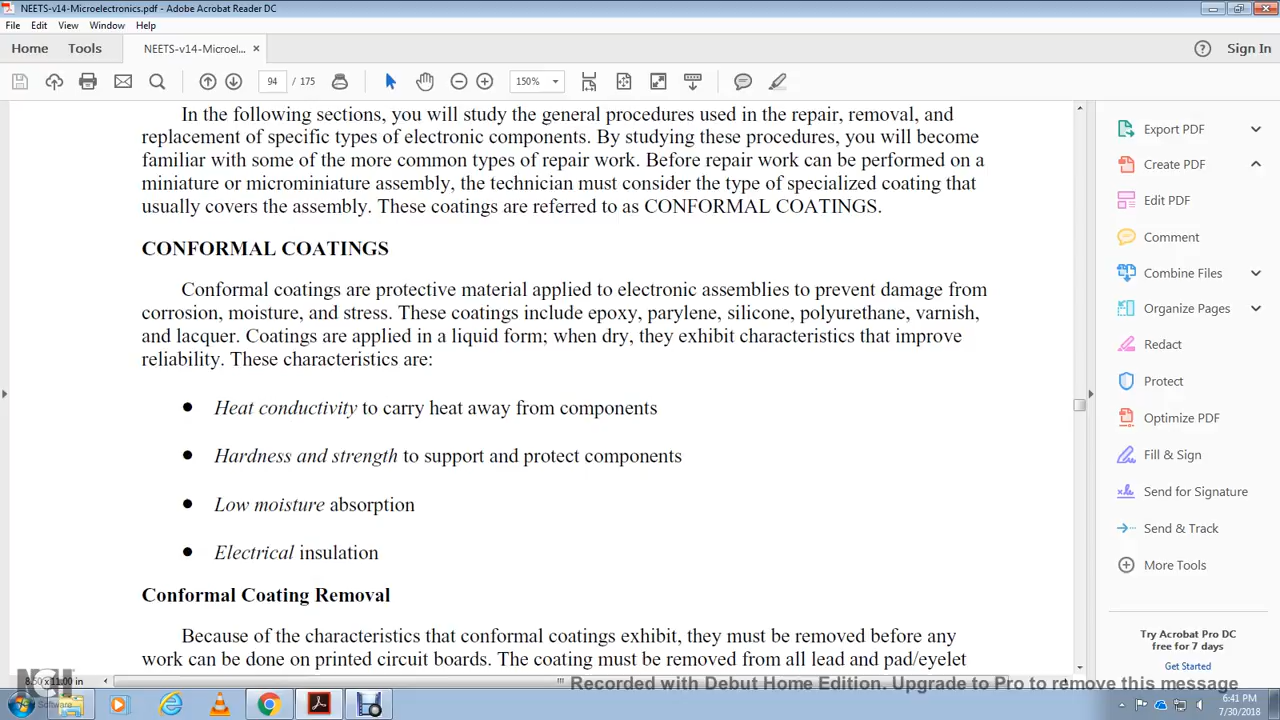 NEETS-v14-Microelectronics.pdf - Adobe Acrobat Reader DC
File Edit View Window Help
Home Tools NEETS-v14-Microel... × Sign In
94 / 175 150%
In the following sections, you will study the general procedures used in the repair, removal, and
replacement of specific types of electronic components. By studying these procedures, you will become
familiar with some of the more common types of repair work. Before repair work can be performed on a
miniature or microminiature assembly, the technician must consider the type of specialized coating that
usually covers the assembly. These coatings are referred to as CONFORMAL COATINGS.
CONFORMAL COATINGS
Conformal coatings are protective material applied to electronic assemblies to prevent damage from
corrosion, moisture, and stress. These coatings include epoxy, parylene, silicone, polyurethane, varnish,
and lacquer. Coatings are applied in a liquid form; when dry, they exhibit characteristics that improve
reliability. These characteristics are:
● Heat conductivity to carry heat away from components
● Hardness and strength to support and protect components
● Low moisture absorption
● Electrical insulation
Conformal Coating Removal
Because of the characteristics that conformal coatings exhibit, they must be removed before any
work can be done on printed circuit boards. The coating must be removed from all lead and pad/eyelet
Export PDF
Create PDF
Edit PDF
Comment
Combine Files
Organize Pages
Redact
Protect
Optimize PDF
Fill & Sign
Send for Signature
Send & Track
More Tools
Try Acrobat Pro DC
free for 7 days
Get Started
8.50 x 11.00 in
Recorded with Debut Home Edition. Upgrade to Pro to remove this message
NCH Software
6:41 PM
7/30/2018